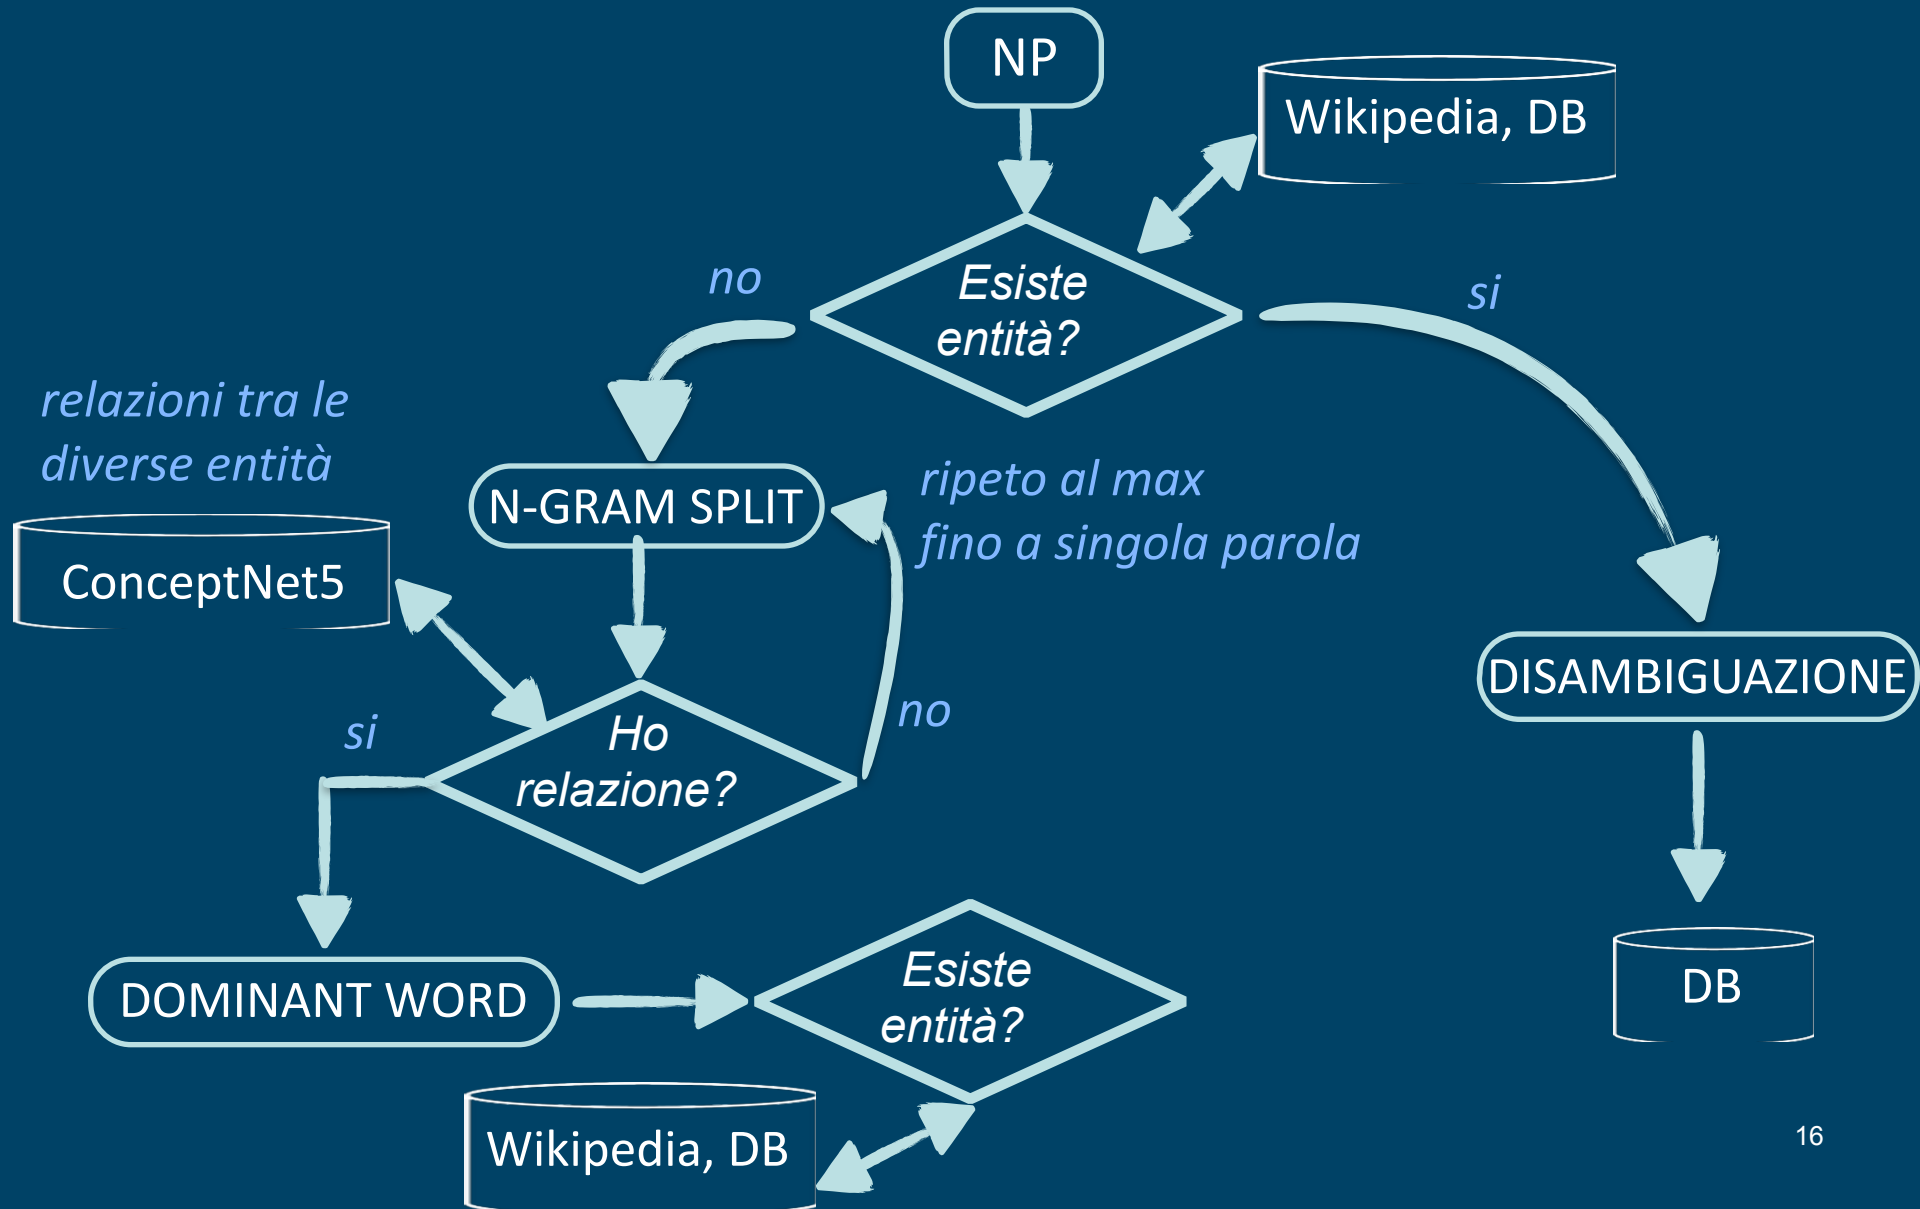 NP
Wikipedia, DB
no
Esiste
entità?
si
relazioni tra le
diverse entità
N-GRAM SPLIT
ripeto al max
fino a singola parola
ConceptNet5
DISAMBIGUAZIONE
si
Ho
relazione?
no
DOMINANT WORD
Esiste
entità?
DB
Wikipedia, DB
16